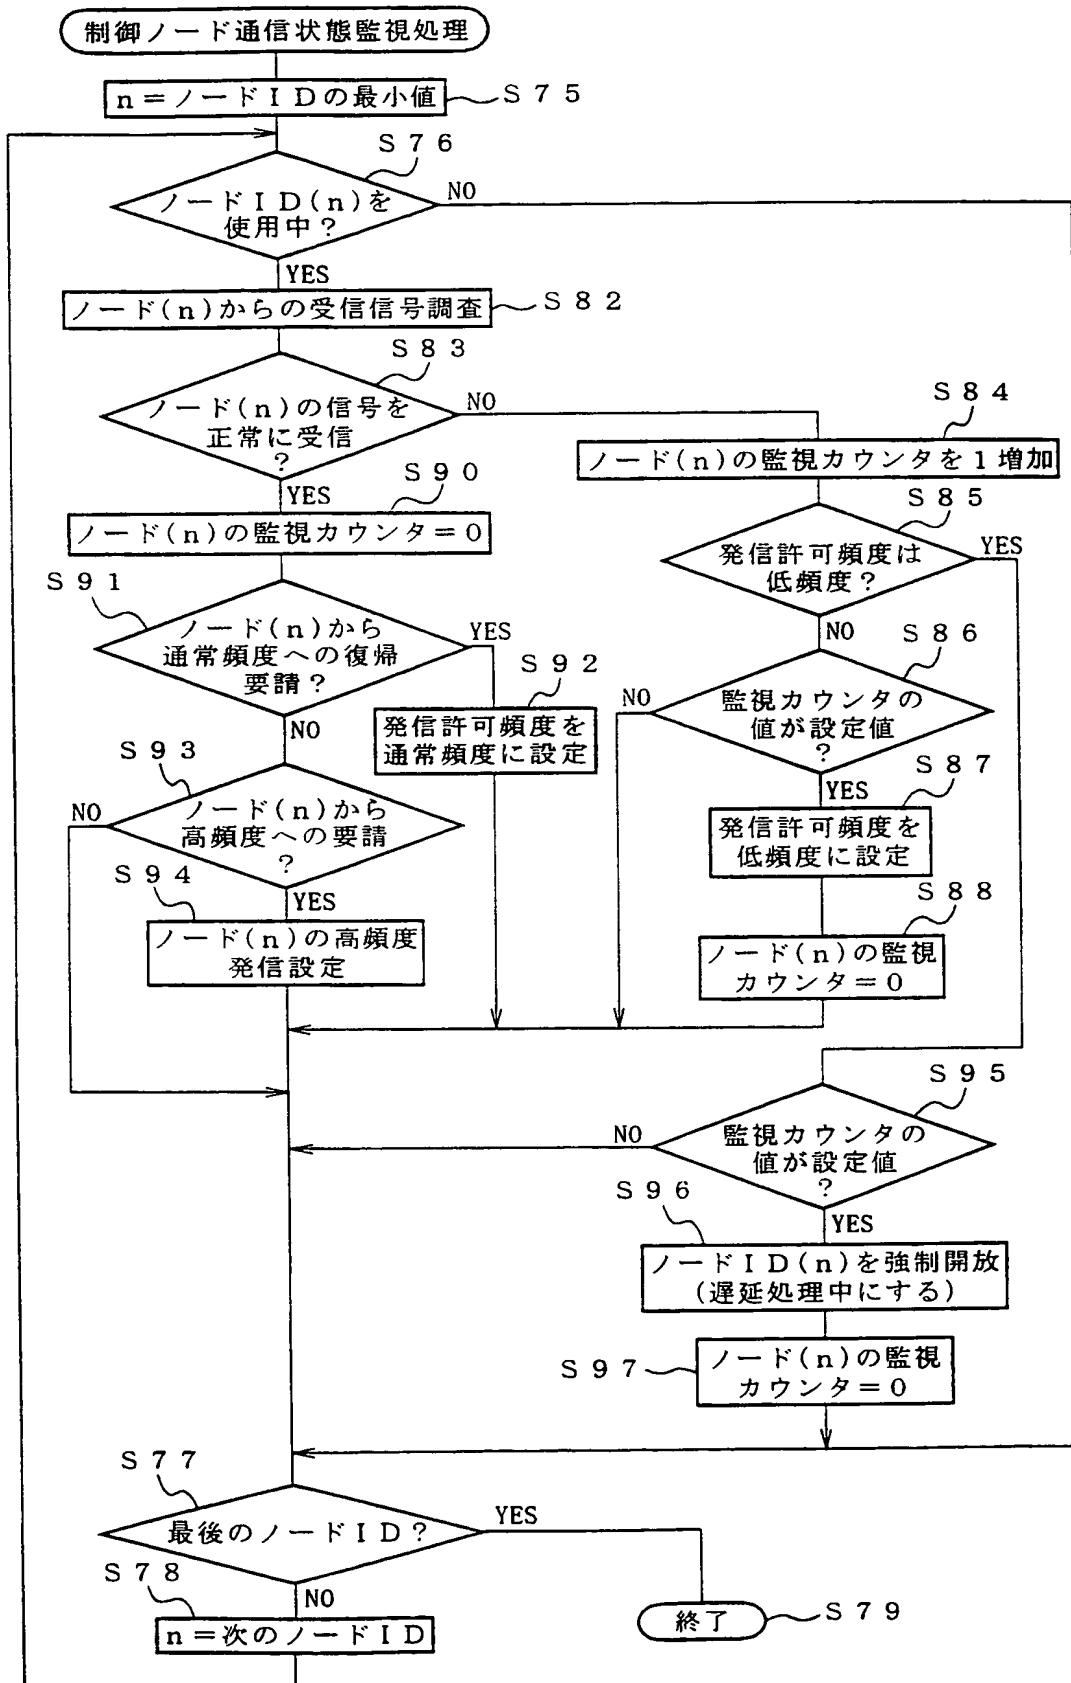 制御ノード通信状態監視処理
n＝ノードＩＤの最小値
Ｓ７５
Ｓ７６
ノードＩＤ(n)を
使用中？
NO
YES
ノード(n)からの受信信号調査
Ｓ８２
Ｓ８３
ノード(n)の信号を
正常に受信
？
NO
YES
Ｓ８４
ノード(n)の監視カウンタを１増加
Ｓ９０
ノード(n)の監視カウンタ＝０
Ｓ８５
発信許可頻度は
低頻度？
YES
NO
Ｓ９１
ノード(n)から
通常頻度への復帰
要請？
YES
NO
Ｓ９２
発信許可頻度を
通常頻度に設定
Ｓ８６
監視カウンタの
値が設定値
？
NO
YES
Ｓ８７
発信許可頻度を
低頻度に設定
Ｓ９３
ノード(n)から
高頻度への要請
？
NO
YES
Ｓ９４
ノード(n)の高頻度
発信設定
Ｓ８８
ノード(n)の監視
カウンタ＝０
Ｓ９５
監視カウンタの
値が設定値
？
NO
YES
Ｓ９６
ノードＩＤ(n)を強制開放
(遅延処理中にする)
Ｓ９７
ノード(n)の監視
カウンタ＝０
Ｓ７７
最後のノードＩＤ？
YES
NO
Ｓ７８
n＝次のノードＩＤ
終了
Ｓ７９